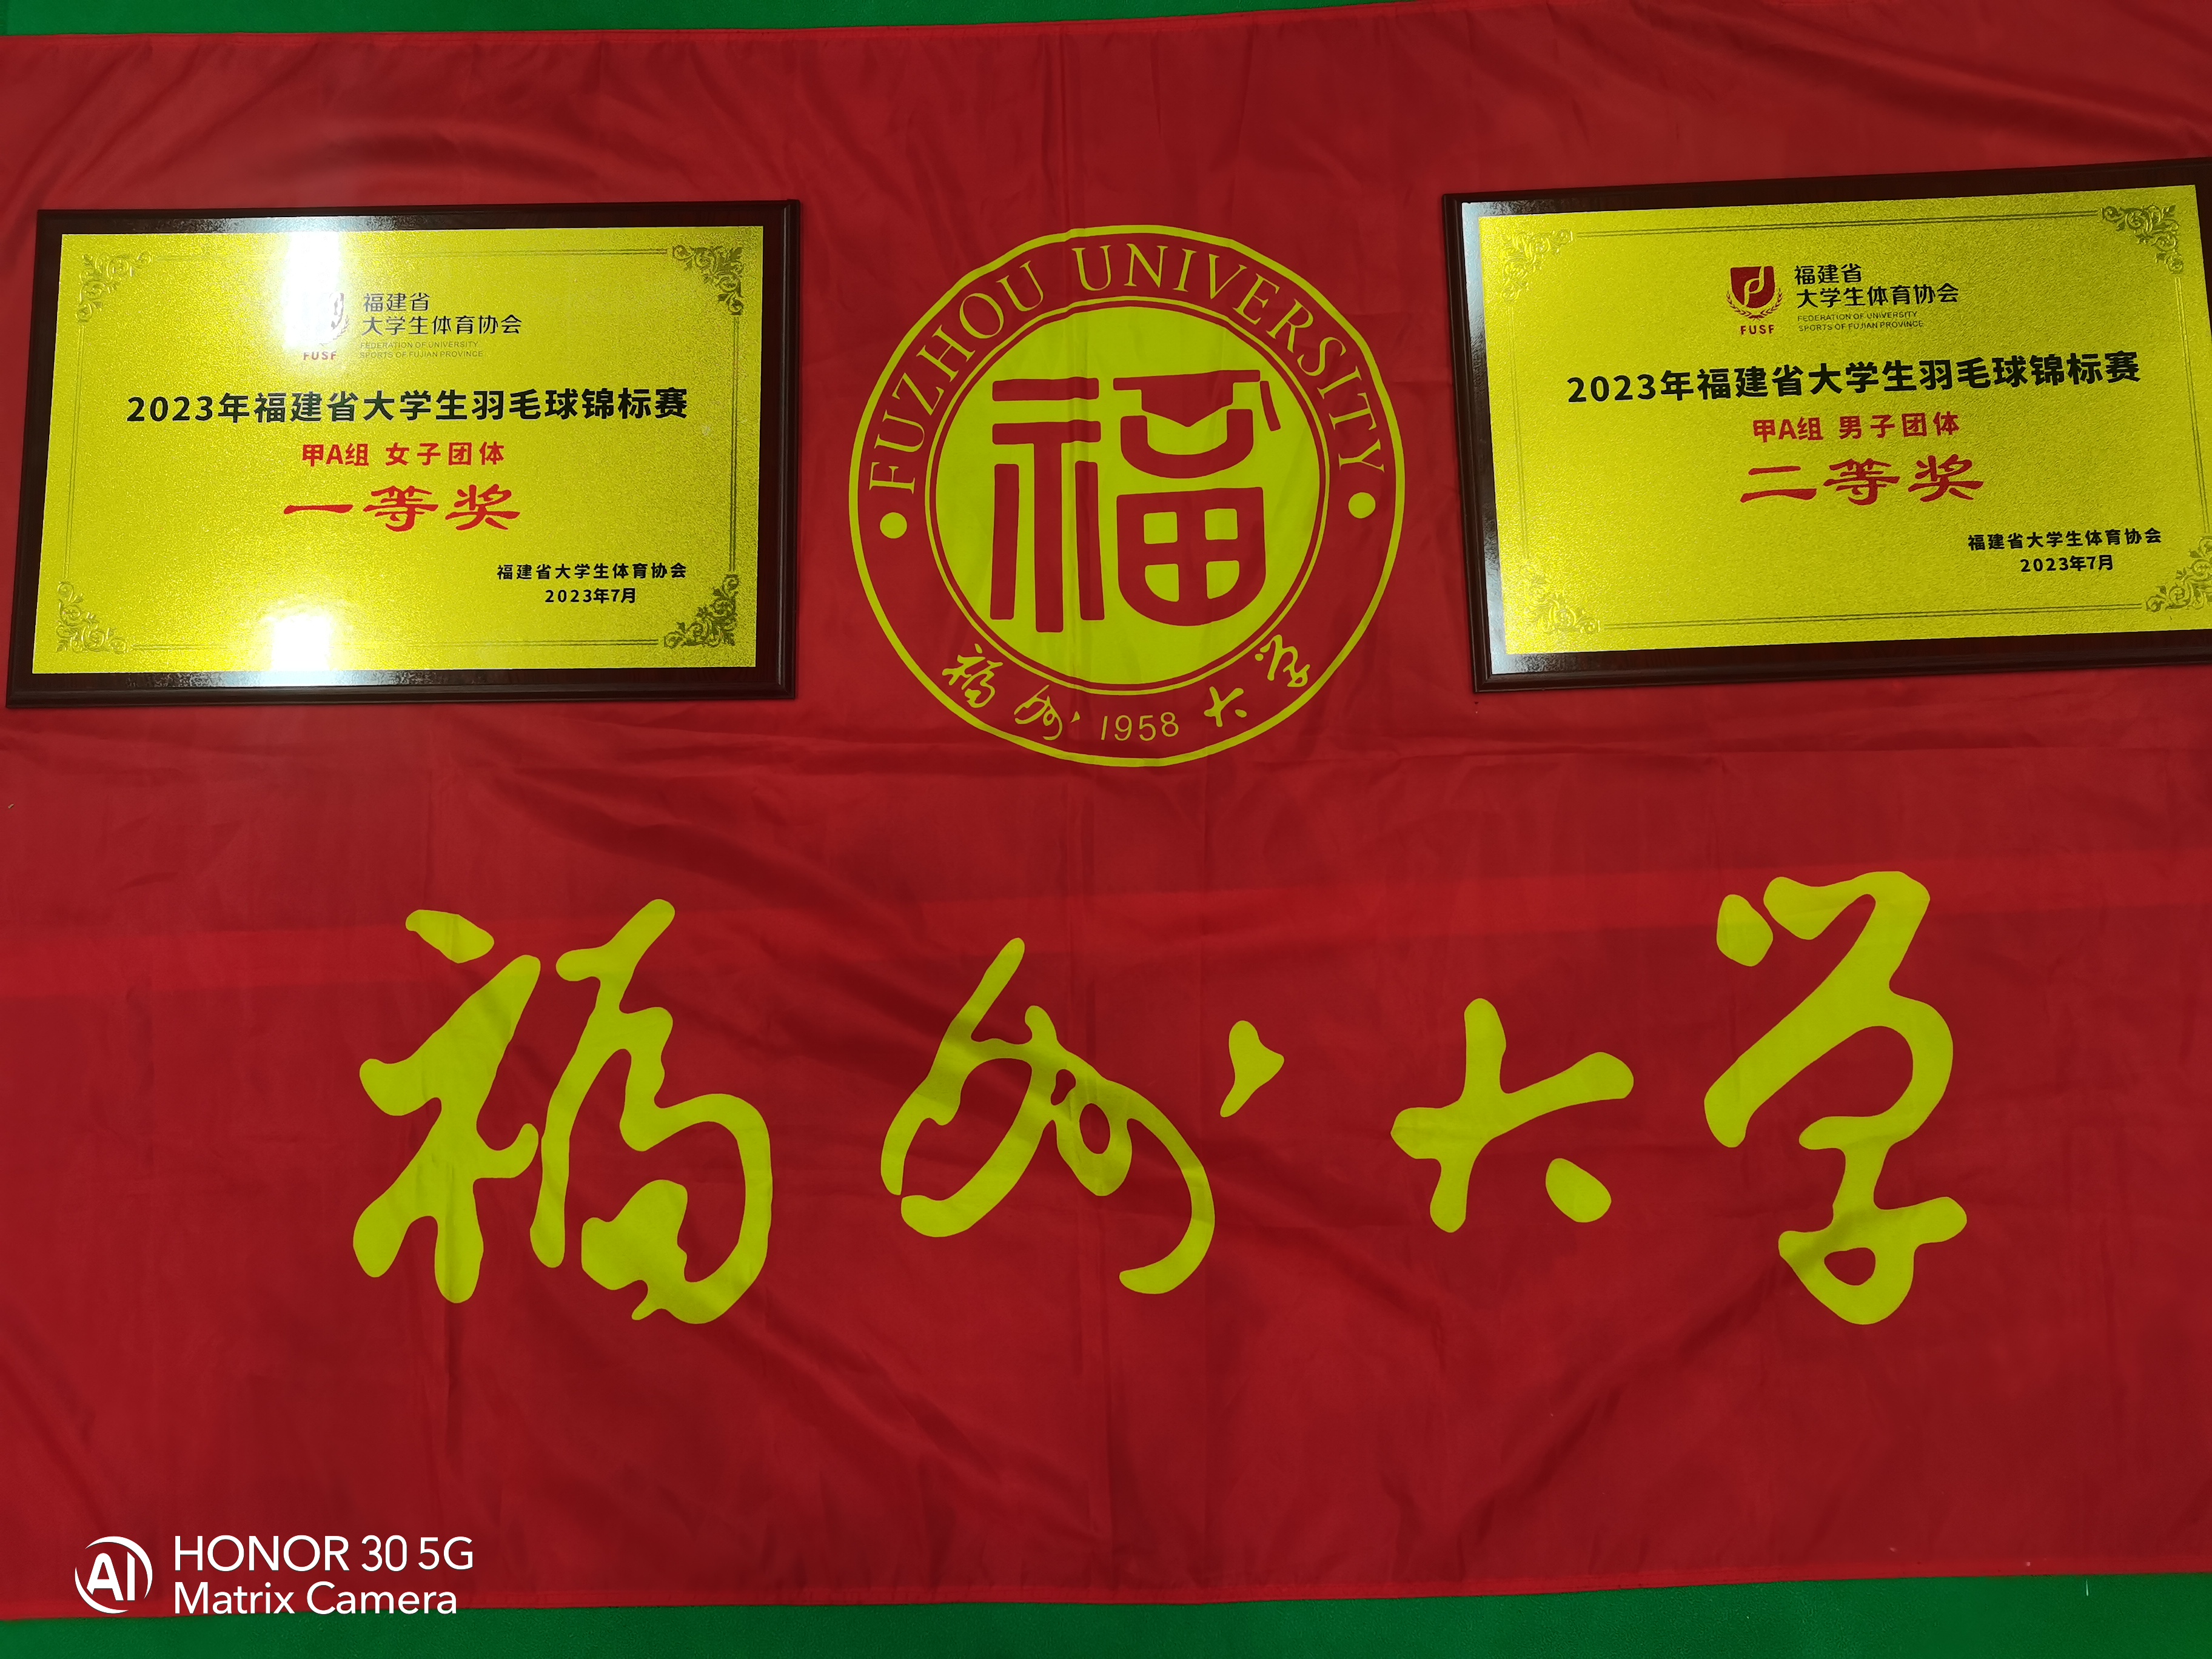 福建省
大学生体育协会
FUSF
FEDERATION OF UNIVERSITY
SPORTS OF FUJIAN PROVINCE
2023年福建省大学生羽毛球锦标赛
甲A组 女子团体
一等奖
福建省大学生体育协会
2023年7月
FUZHOU UNIVERSITY
福
福州 1958 大学
福建省
大学生体育协会
FUSF
FEDERATION OF UNIVERSITY
SPORTS OF FUJIAN PROVINCE
2023年福建省大学生羽毛球锦标赛
甲A组 男子团体
二等奖
福建省大学生体育协会
2023年7月
福州大学
AI
HONOR 30 5G
Matrix Camera